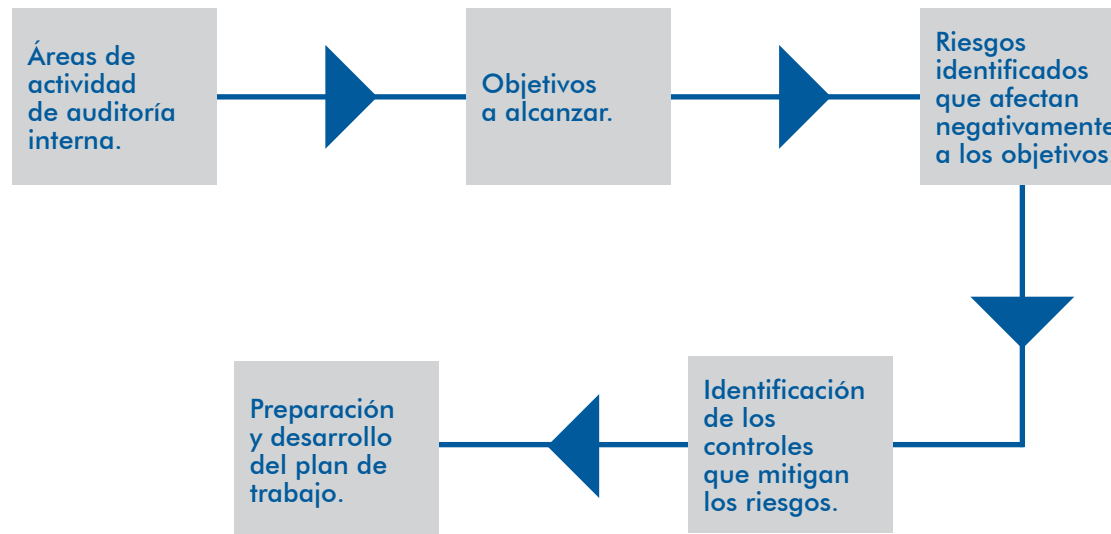 Áreas de
actividad
de auditoría
interna.
Objetivos
a alcanzar.
Riesgos
identificados
que afectan
negativamente
a los objetivos
Identificación
de los
controles
que mitigan
los riesgos.
Preparación
y desarrollo
del plan de
trabajo.